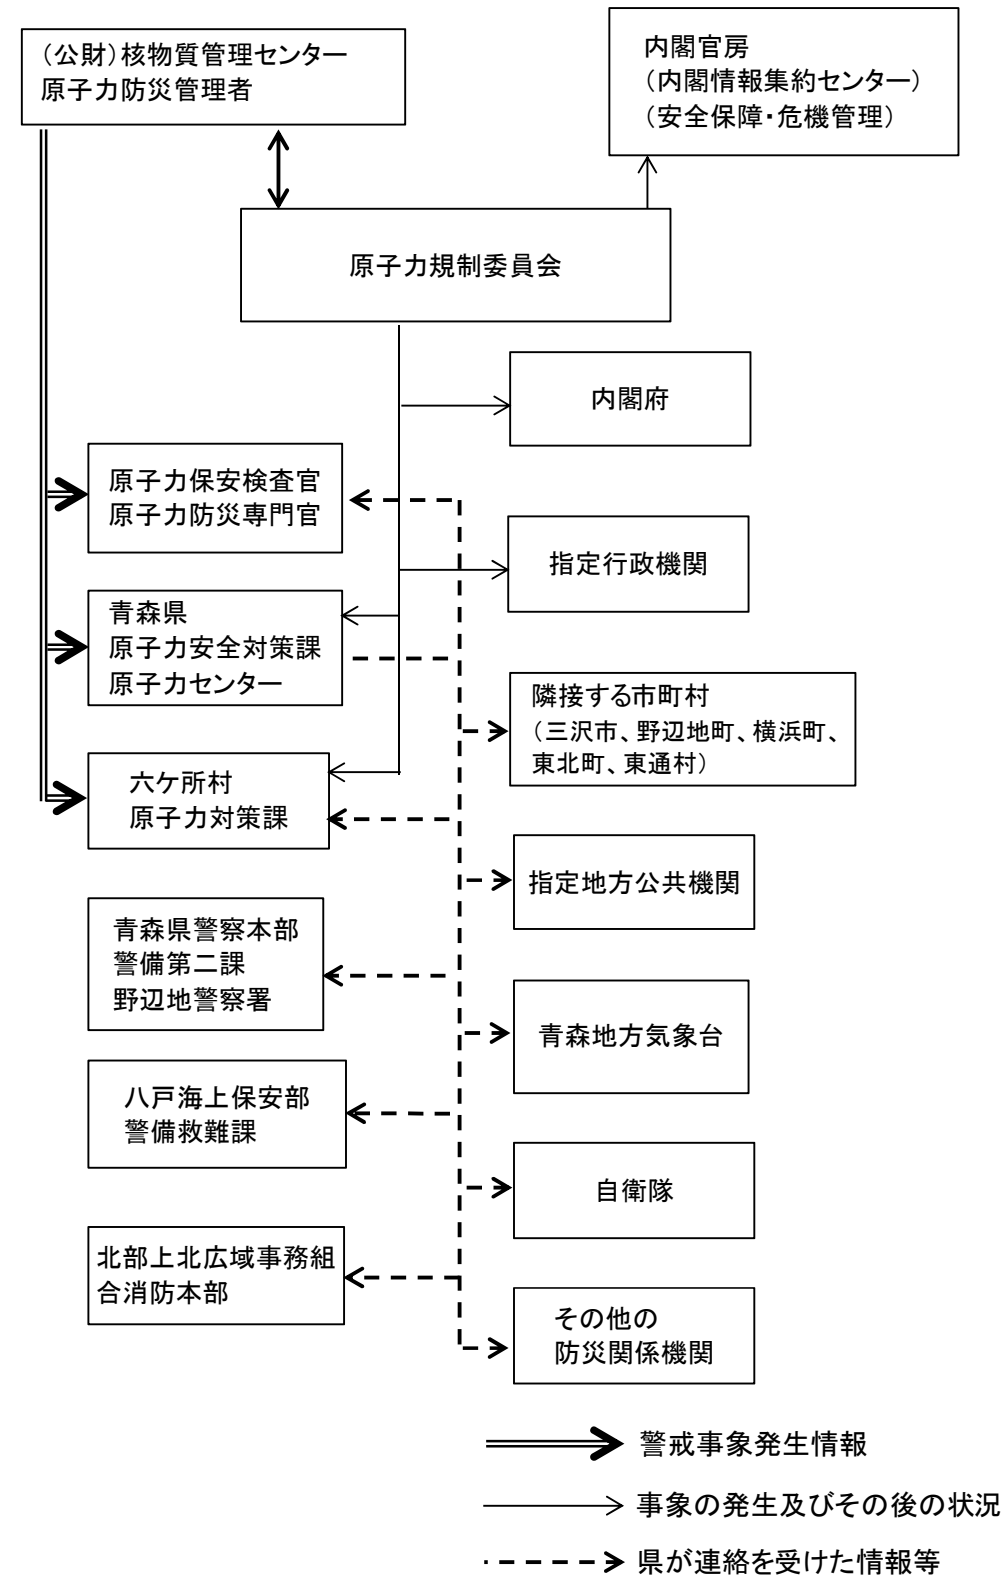 （公財）核物質管理センター
原子力防災管理者
内閣官房
（内閣情報集約センター）
（安全保障・危機管理）
原子力規制委員会
内閣府
原子力保安検査官
原子力防災専門官
指定行政機関
青森県
原子力安全対策課
原子力センター
隣接する市町村
（三沢市、野辺地町、横浜町、
東北町、東通村）
六ケ所村
原子力対策課
指定地方公共機関
青森県警察本部
警備第二課
野辺地警察署
青森地方気象台
八戸海上保安部
警備救難課
自衛隊
北部上北広域事務組
合消防本部
その他の
防災関係機関
警戒事象発生情報
事象の発生及びその後の状況
県が連絡を受けた情報等